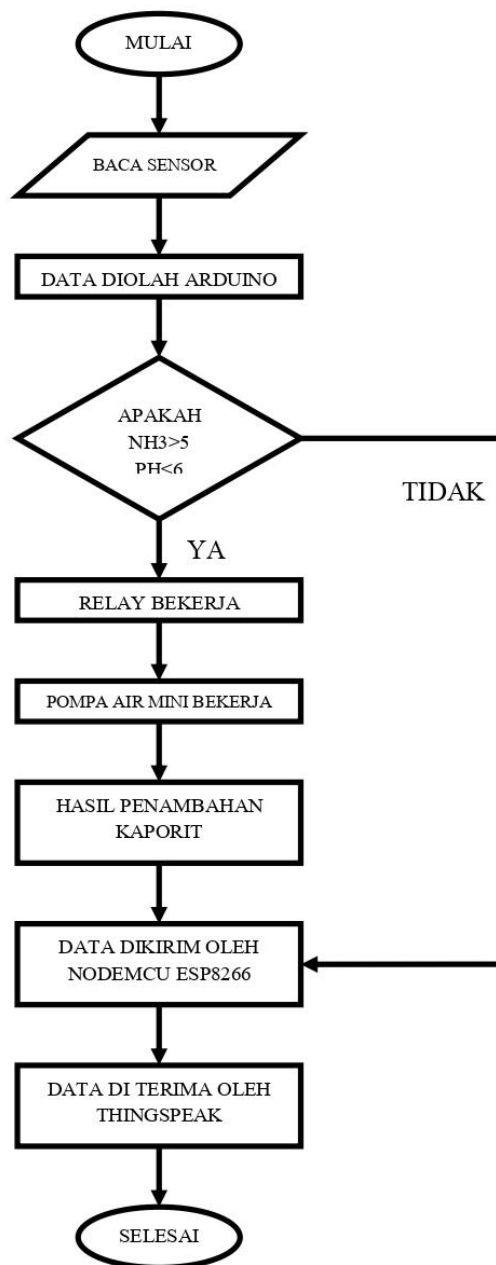 MULAI
BACA SENSOR
DATA DIOLAH ARDUINO
APAKAH
NH3>5
PH<6
TIDAK
YA
RELAY BEKERJA
POMPA AIR MINI BEKERJA
HASIL PENAMBAHAN
KAPORIT
DATA DIKIRIM OLEH
NODEMCU ESP8266
DATA DI TERIMA OLEH
THINGSPEAK
SELESAI